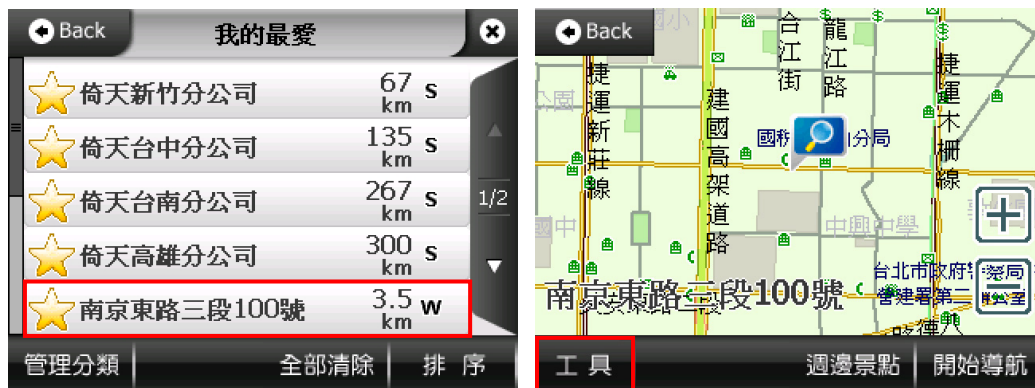 Back
我的最愛
倚天新竹分公司
67 km S
倚天台中分公司
135 km S
倚天台南分公司
267 km S
1/2
倚天高雄分公司
300 km S
南京東路三段100號
3.5 km W
管理分類
全部清除
排 序
Back
合江街
龍江路
捷運新莊線
建國高架道路
捷運木柵線
分局
中興中學
台北市政府
營建署第二
南京東路三段100號
工 具
週邊景點
開始導航